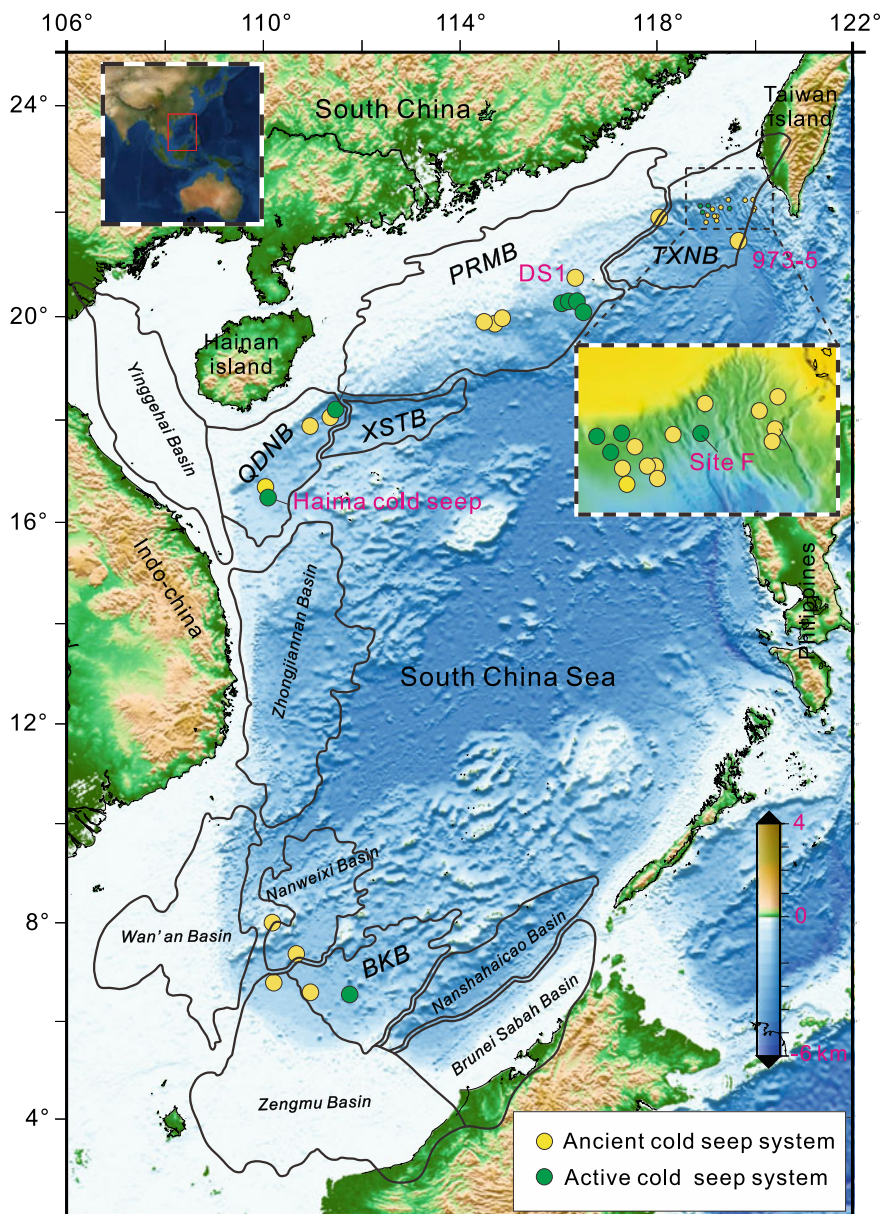 106°
110°
114°
118°
122°
24°
20°
16°
12°
8°
4°
South China
Taiwan
island
PRMB
TXNB
DS1
973-5
Hainan
island
Yinggehai Basin
QDNB
XSTB
Haima cold seep
Site F
Indo-china
Zhongjiannan Basin
Philippines
South China Sea
Nanweixi Basin
Wan' an Basin
BKB
Nanshahaicao Basin
Brunei Sabah Basin
Zengmu Basin
4
0
-6 km
Ancient cold seep system
Active cold seep system